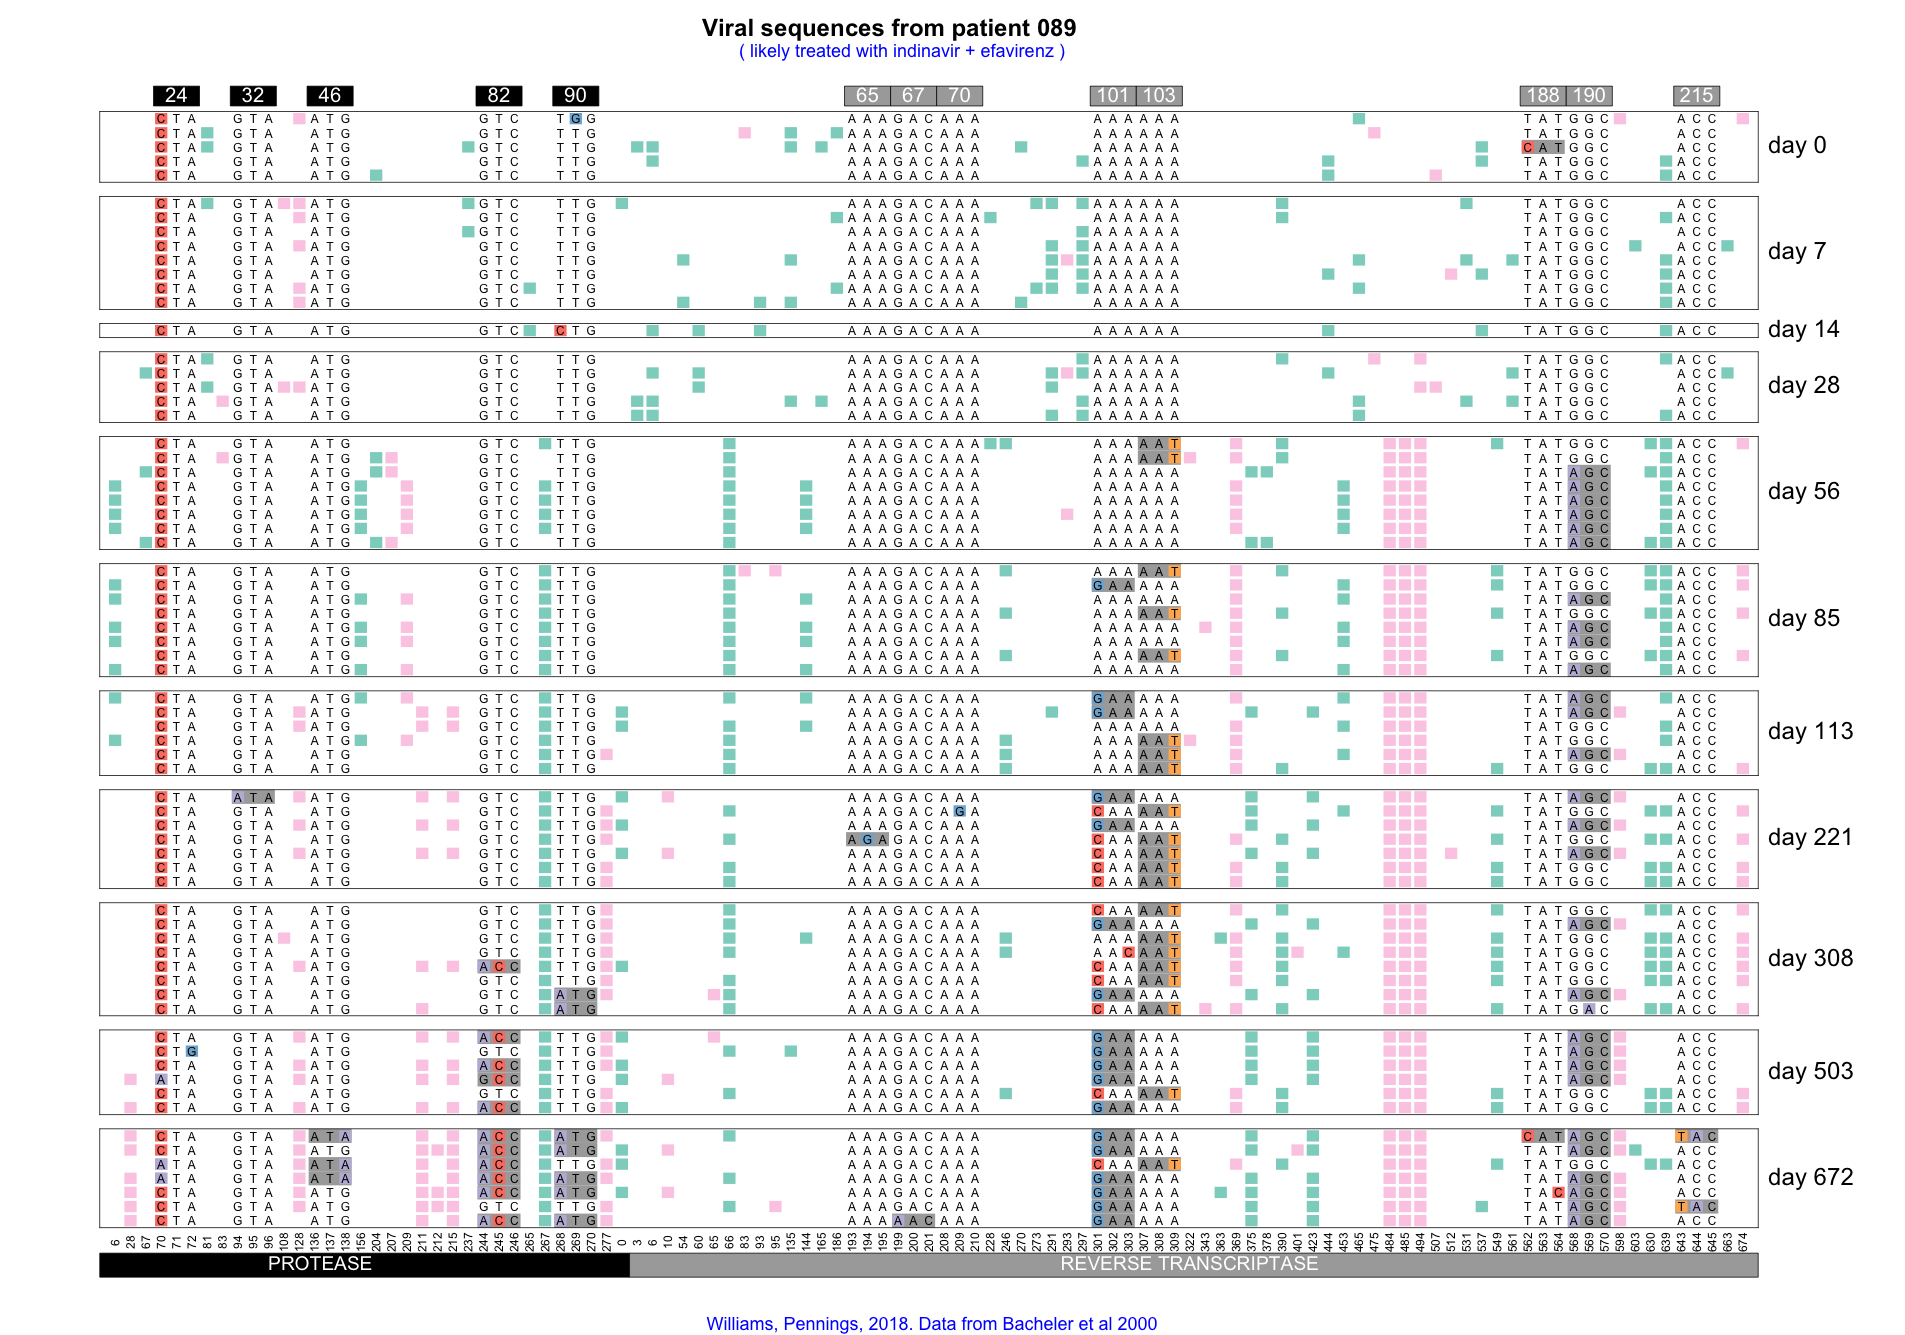 Viral sequences from patient 089
( likely treated with indinavir + efavirenz )
24 32 46 82 90 65 67 70 101 103 188 190 215
C T A G T A A T G G T C T G G A A A G A C A A A A A A A A A T A T G G C A C C
C T A G T A A T G G T C T T G A A A G A C A A A A A A A A A T A T G G C A C C
C T A G T A A T G G T C T T G A A A G A C A A A A A A A A A C A T G G C A C C
C T A G T A A T G G T C T T G A A A G A C A A A A A A A A A T A T G G C A C C
C T A G T A A T G G T C T T G A A A G A C A A A A A A A A A T A T G G C A C C
day 0
C T A G T A A T G G T C T T G A A A G A C A A A A A A A A A T A T G G C A C C
C T A G T A A T G G T C T T G A A A G A C A A A A A A A A A T A T G G C A C C
C T A G T A A T G G T C T T G A A A G A C A A A A A A A A A T A T G G C A C C
C T A G T A A T G G T C T T G A A A G A C A A A A A A A A A T A T G G C A C C
C T A G T A A T G G T C T T G A A A G A C A A A A A A A A A T A T G G C A C C
C T A G T A A T G G T C T T G A A A G A C A A A A A A A A A T A T G G C A C C
C T A G T A A T G G T C T T G A A A G A C A A A A A A A A A T A T G G C A C C
C T A G T A A T G G T C T T G A A A G A C A A A A A A A A A T A T G G C A C C
day 7
C T A G T A A T G G T C C T G A A A G A C A A A A A A A A A T A T G G C A C C
day 14
C T A G T A A T G G T C T T G A A A G A C A A A A A A A A A T A T G G C A C C
C T A G T A A T G G T C T T G A A A G A C A A A A A A A A A T A T G G C A C C
C T A G T A A T G G T C T T G A A A G A C A A A A A A A A A T A T G G C A C C
C T A G T A A T G G T C T T G A A A G A C A A A A A A A A A T A T G G C A C C
C T A G T A A T G G T C T T G A A A G A C A A A A A A A A A T A T G G C A C C
day 28
C T A G T A A T G G T C T T G A A A G A C A A A A A A A A T T A T G G C A C C
C T A G T A A T G G T C T T G A A A G A C A A A A A A A A T T A T G G C A C C
C T A G T A A T G G T C T T G A A A G A C A A A A A A A A A T A T A G C A C C
C T A G T A A T G G T C T T G A A A G A C A A A A A A A A A T A T A G C A C C
C T A G T A A T G G T C T T G A A A G A C A A A A A A A A A T A T A G C A C C
C T A G T A A T G G T C T T G A A A G A C A A A A A A A A A T A T A G C A C C
C T A G T A A T G G T C T T G A A A G A C A A A A A A A A A T A T A G C A C C
C T A G T A A T G G T C T T G A A A G A C A A A A A A A A A T A T A G C A C C
day 56
C T A G T A A T G G T C T T G A A A G A C A A A A A A A A T T A T G G C A C C
C T A G T A A T G G T C T T G A A A G A C A A A G A A A A A T A T G G C A C C
C T A G T A A T G G T C T T G A A A G A C A A A A A A A A A T A T A G C A C C
C T A G T A A T G G T C T T G A A A G A C A A A A A A A A T T A T G G C A C C
C T A G T A A T G G T C T T G A A A G A C A A A A A A A A A T A T A G C A C C
C T A G T A A T G G T C T T G A A A G A C A A A A A A A A A T A T A G C A C C
C T A G T A A T G G T C T T G A A A G A C A A A A A A A A T T A T G G C A C C
C T A G T A A T G G T C T T G A A A G A C A A A A A A A A A T A T A G C A C C
day 85
C T A G T A A T G G T C T T G A A A G A C A A A G A A A A A T A T A G C A C C
C T A G T A A T G G T C T T G A A A G A C A A A G A A A A A T A T A G C A C C
C T A G T A A T G G T C T T G A A A G A C A A A A A A A A A T A T G G C A C C
C T A G T A A T G G T C T T G A A A G A C A A A A A A A A T T A T G G C A C C
C T A G T A A T G G T C T T G A A A G A C A A A A A A A A T T A T A G C A C C
C T A G T A A T G G T C T T G A A A G A C A A A A A A A A T T A T G G C A C C
day 113
C T A A T A A T G G T C T T G A A A G A C A A A G A A A A A T A T A G C A C C
C T A G T A A T G G T C T T G A A A G A C A G A C A A A A T T A T G G C A C C
C T A G T A A T G G T C T T G A A A G A C A A A G A A A A A T A T A G C A C C
C T A G T A A T G G T C T T G A G A G A C A A A C A A A A T T A T G G C A C C
C T A G T A A T G G T C T T G A A A G A C A A A C A A A A T T A T A G C A C C
C T A G T A A T G G T C T T G A A A G A C A A A C A A A A T T A T G G C A C C
C T A G T A A T G G T C T T G A A A G A C A A A C A A A A T T A T G G C A C C
day 221
C T A G T A A T G G T C T T G A A A G A C A A A C A A A A T T A T G G C A C C
C T A G T A A T G G T C T T G A A A G A C A A A G A A A A A T A T A G C A C C
C T A G T A A T G G T C T T G A A A G A C A A A A A A A A T T A T G G C A C C
C T A G T A A T G G T C T T G A A A G A C A A A A A C A A T T A T G G C A C C
C T A G T A A T G A C C T T G A A A G A C A A A C A A A A T T A T G G C A C C
C T A G T A A T G G T C T T G A A A G A C A A A C A A A A T T A T G G C A C C
C T A G T A A T G G T C A T G A A A G A C A A A G A A A A A T A T A G C A C C
C T A G T A A T G G T C A T G A A A G A C A A A C A A A A T T A T G A C A C C
day 308
C T A G T A A T G A C C T T G A A A G A C A A A G A A A A A T A T A G C A C C
C T G G T A A T G G T C T T G A A A G A C A A A G A A A A A T A T A G C A C C
C T A G T A A T G A C C T T G A A A G A C A A A G A A A A A T A T A G C A C C
A T A G T A A T G G C C T T G A A A G A C A A A G A A A A A T A T A G C A C C
C T A G T A A T G G T C T T G A A A G A C A A A C A A A A T T A T G G C A C C
C T A G T A A T G A C C T T G A A A G A C A A A G A A A A A T A T G G C A C C
day 503
C T A G T A A T A A C C A T G A A A G A C A A A G A A A A A C A T A G C T A C
C T A G T A A T G A C C A T G A A A G A C A A A G A A A A A T A T A G C A C C
A T A G T A A T A A C C T T G A A A G A C A A A C A A A A T T A T G G C A C C
A T A G T A A T A A C C A T G A A A G A C A A A G A A A A A T A T A G C A C C
C T A G T A A T G A C C A T G A A A G A C A A A G A A A A A T A C A G C A C C
C T A G T A A T G G T C T T G A A A G A C A A A G A A A A A T A T A G C T A C
C T A G T A A T G A C C A T G A A A A A C A A A G A A A A A T A T A G C A C C
day 672
6 28 67 70 71 72 81 83 94 95 96 108 128 136 137 138 156 204 207 209 211 212 215 237 244 245 246 265 267 268 269 270 277 0 3 6 54 60 65 66 83 93 95 135 144 165 186 193 194 195 199 200 201 208 209 210 228 246 270 273 291 293 297 301 302 303 307 308 309 322 343 363 369 375 378 390 401 423 444 453 465 475 484 485 494 507 512 531 537 549 561 562 563 564 568 569 570 598 603 630 639 643 644 645 663 674
PROTEASE REVERSE TRANSCRIPTASE
Williams, Pennings, 2018. Data from Bacheler et al 2000